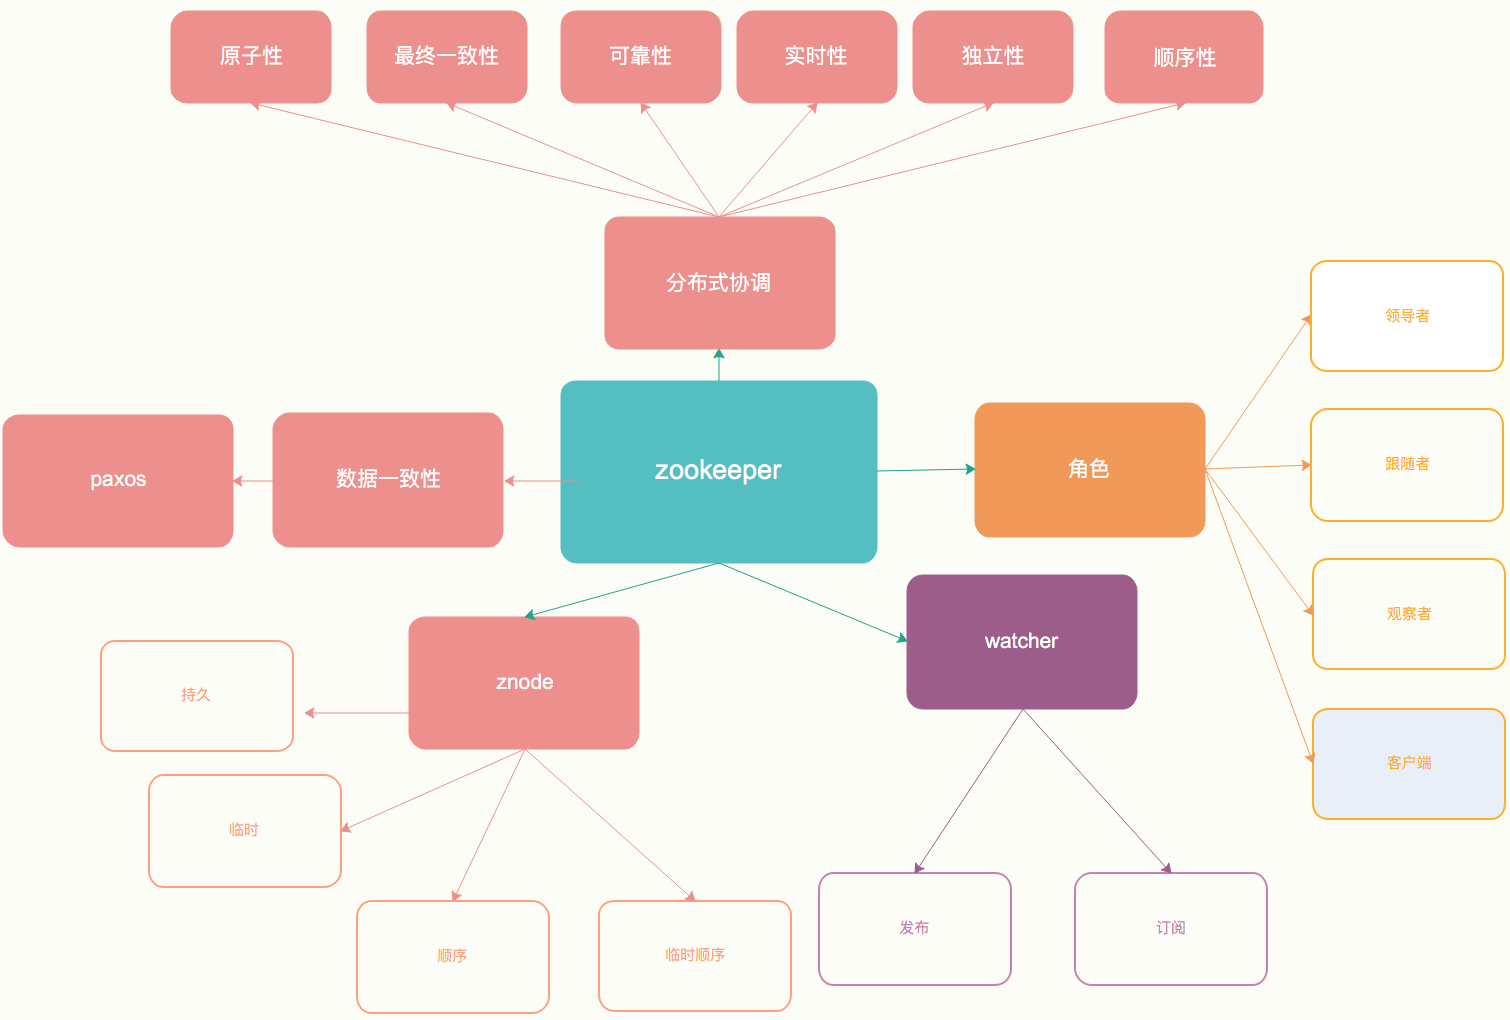 原子性
最终一致性
可靠性
实时性
独立性
顺序性
分布式协调
领导者
paxos
数据一致性
zookeeper
角色
跟随者
观察者
znode
watcher
持久
客户端
临时
顺序
临时顺序
发布
订阅